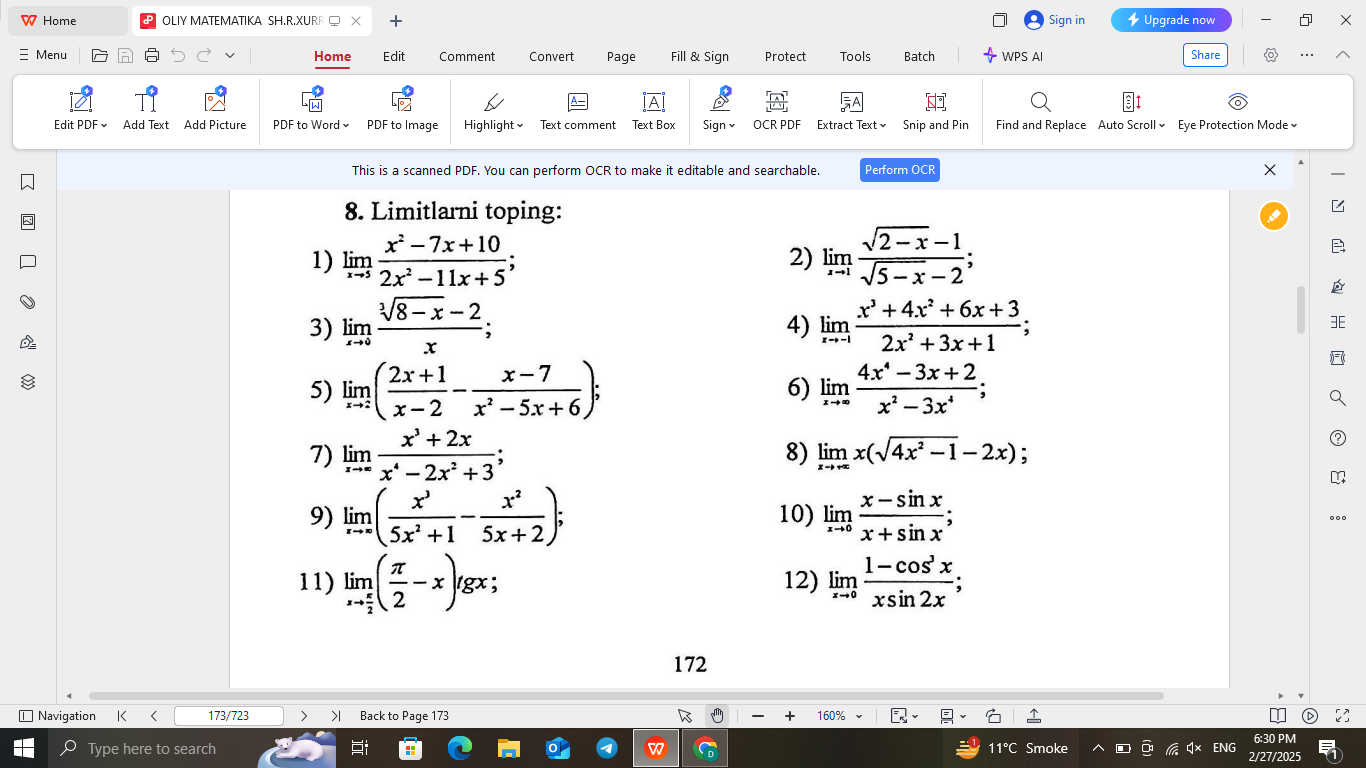 Home
OLIY MATEMATIKA SH.R.XURR
Sign in
Upgrade now
Menu
Home Edit Comment Convert Page Fill & Sign Protect Tools Batch WPS AI
Share
Edit PDF Add Text Add Picture PDF to Word PDF to Image Highlight Text comment Text Box Sign OCR PDF Extract Text Snip and Pin Find and Replace Auto Scroll Eye Protection Mode
This is a scanned PDF. You can perform OCR to make it editable and searchable. Perform OCR
8. Limitlarni toping:
1) lim x→5 (x² − 7x + 10)/(2x² − 11x + 5);
2) lim x→1 (√(2 − x) − 1)/(√(5 − x) − 2);
3) lim x→0 (∛(8 − x) − 2)/x;
4) lim x→−1 (x³ + 4x² + 6x + 3)/(2x² + 3x + 1);
5) lim x→2 ((2x + 1)/(x − 2) − (x − 7)/(x² − 5x + 6));
6) lim x→∞ (4x⁴ − 3x + 2)/(x² − 3x⁴);
7) lim x→∞ (x³ + 2x)/(x⁴ − 2x² + 3);
8) lim x→+∞ x(√(4x² − 1) − 2x);
9) lim x→∞ (x³/(5x² + 1) − x²/(5x + 2));
10) lim x→0 (x − sin x)/(x + sin x);
11) lim x→π/2 (π/2 − x)tgx;
12) lim x→0 (1 − cos³ x)/(x sin 2x);
172
Navigation 173/723 Back to Page 173 160%
Type here to search
1
11°C Smoke
ENG
6:30 PM
2/27/2025
1